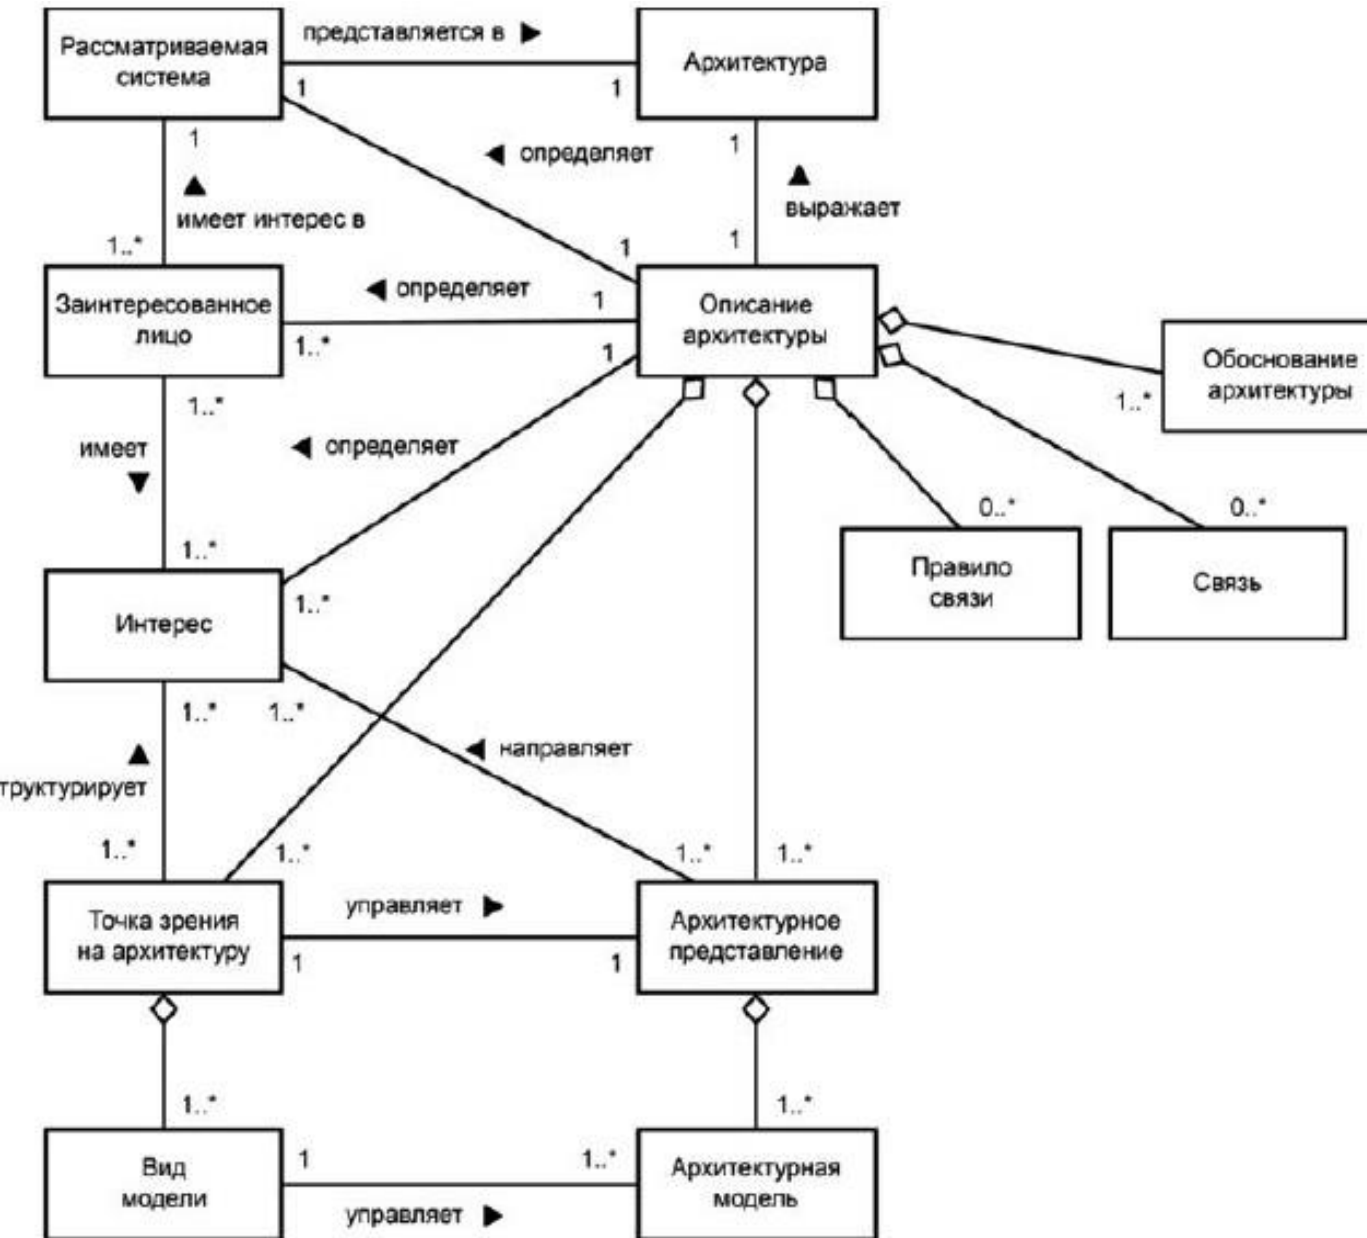 представляется в ►
Рассматриваемая
система
Архитектура
1
1
1
1
◄ определяет
▲
имеет интерес в
▲
выражает
1..*
1
1
Заинтересованное
лицо
◄ определяет
1
1..*
Описание
архитектуры
1
Обоснование
архитектуры
1..*
1..*
имеет
▼
◄ определяет
1..*
1..*
0..*
0..*
Правило
связи
Связь
Интерес
1..*
1..*
▲
труктурирует
◄ направляет
1..*
1..*
1..*
1..*
Точка зрения
на архитектуру
управляет ►
1
1
Архитектурное
представление
1..*
1..*
Вид
модели
1
1..*
управляет ►
Архитектурная
модель